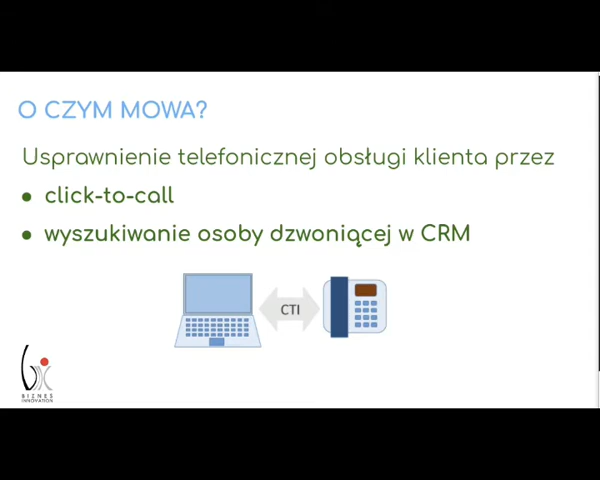 O CZYM MOWA?
Usprawnienie telefonicznej obsługi klienta przez
● click-to-call
● wyszukiwanie osoby dzwoniącej w CRM
CTI
BIZNES
INNOVATION